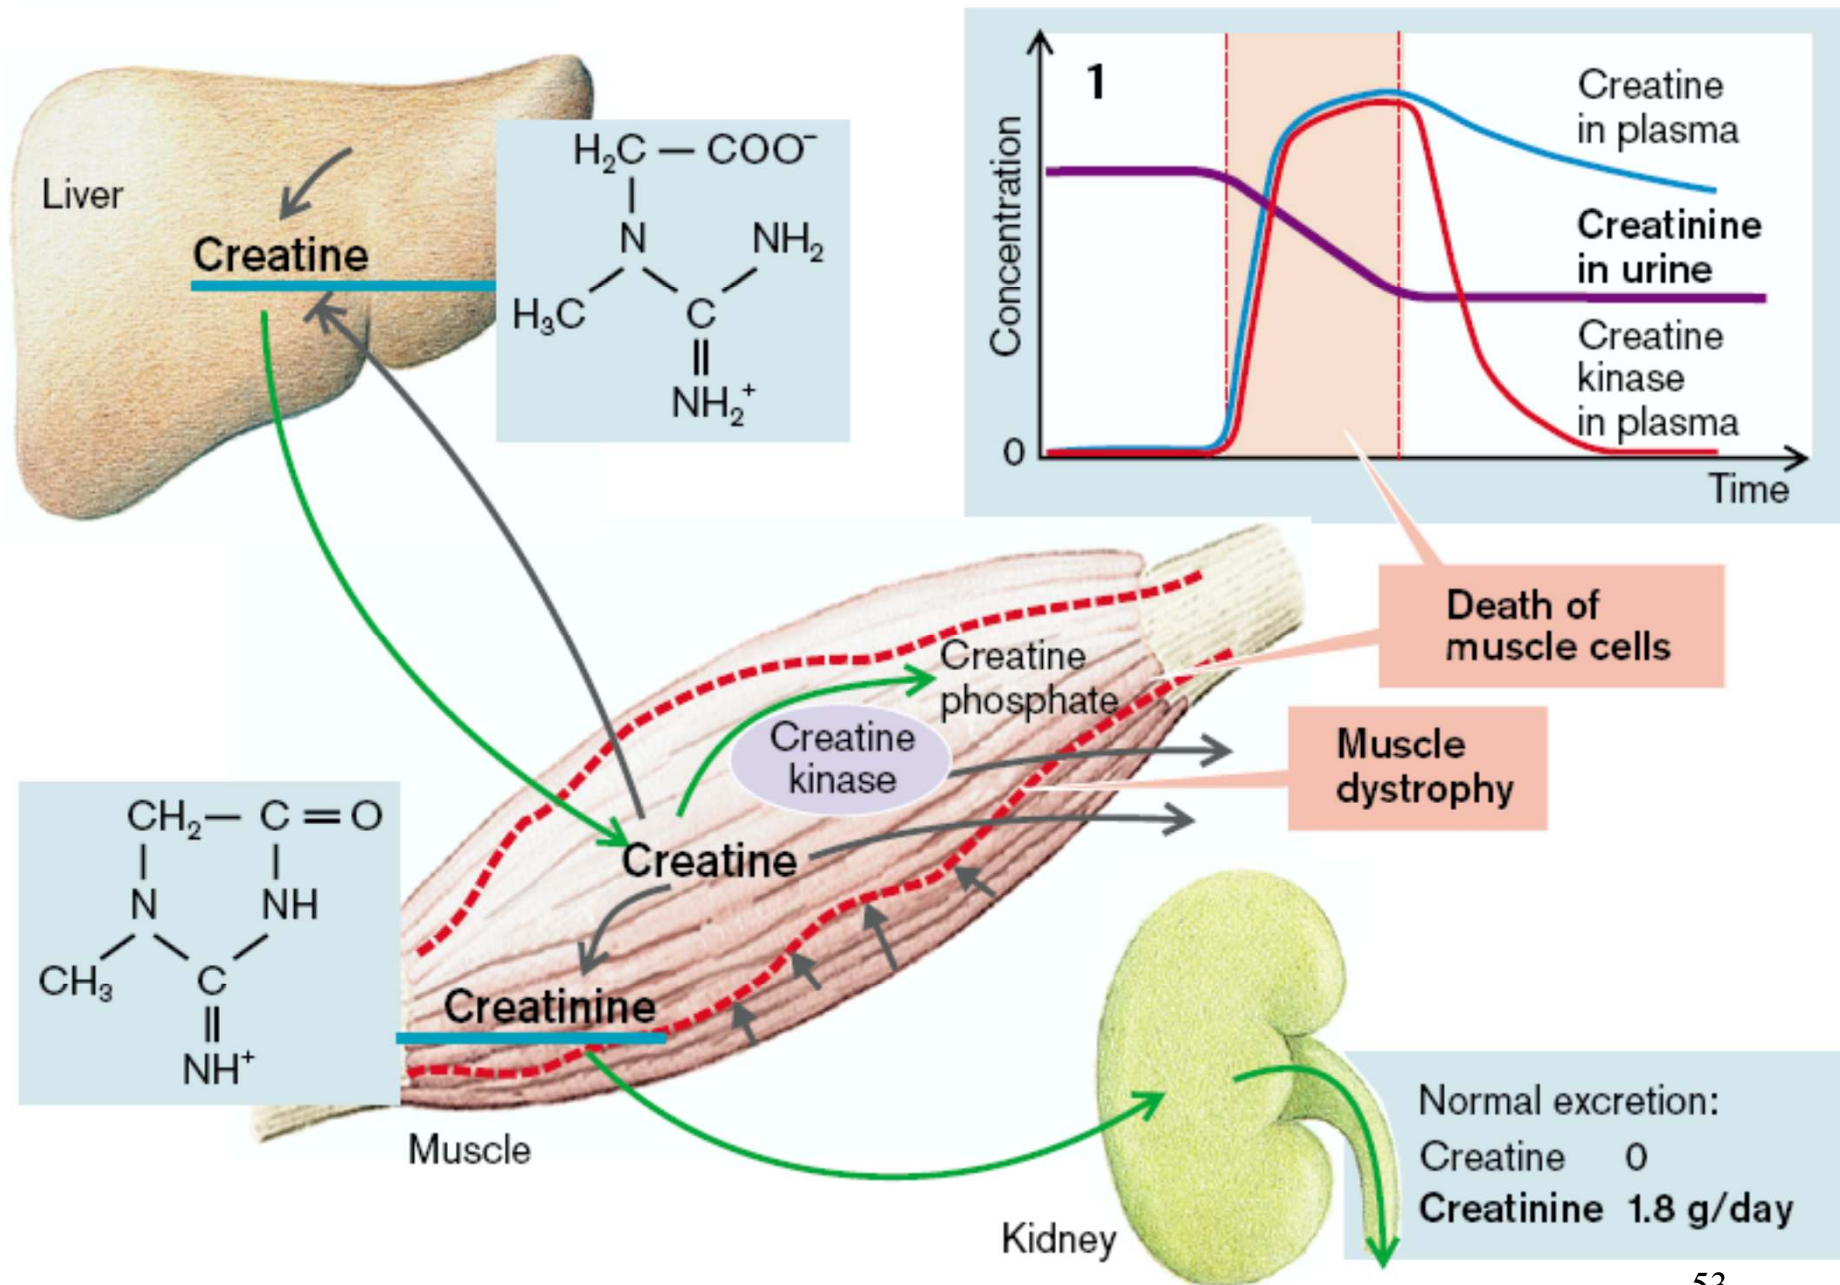 Liver
Creatine
H₂C — COO⁻
N
NH₂
H₃C
C
NH₂⁺
1
Concentration
0
Time
Creatine
in plasma
Creatinine
in urine
Creatine
kinase
in plasma
Death of
muscle cells
Muscle
dystrophy
Creatine
phosphate
Creatine
kinase
Creatine
Creatinine
CH₂— C=O
N
NH
CH₃
C
NH⁺
Muscle
Kidney
Normal excretion:
Creatine 0
Creatinine 1.8 g/day